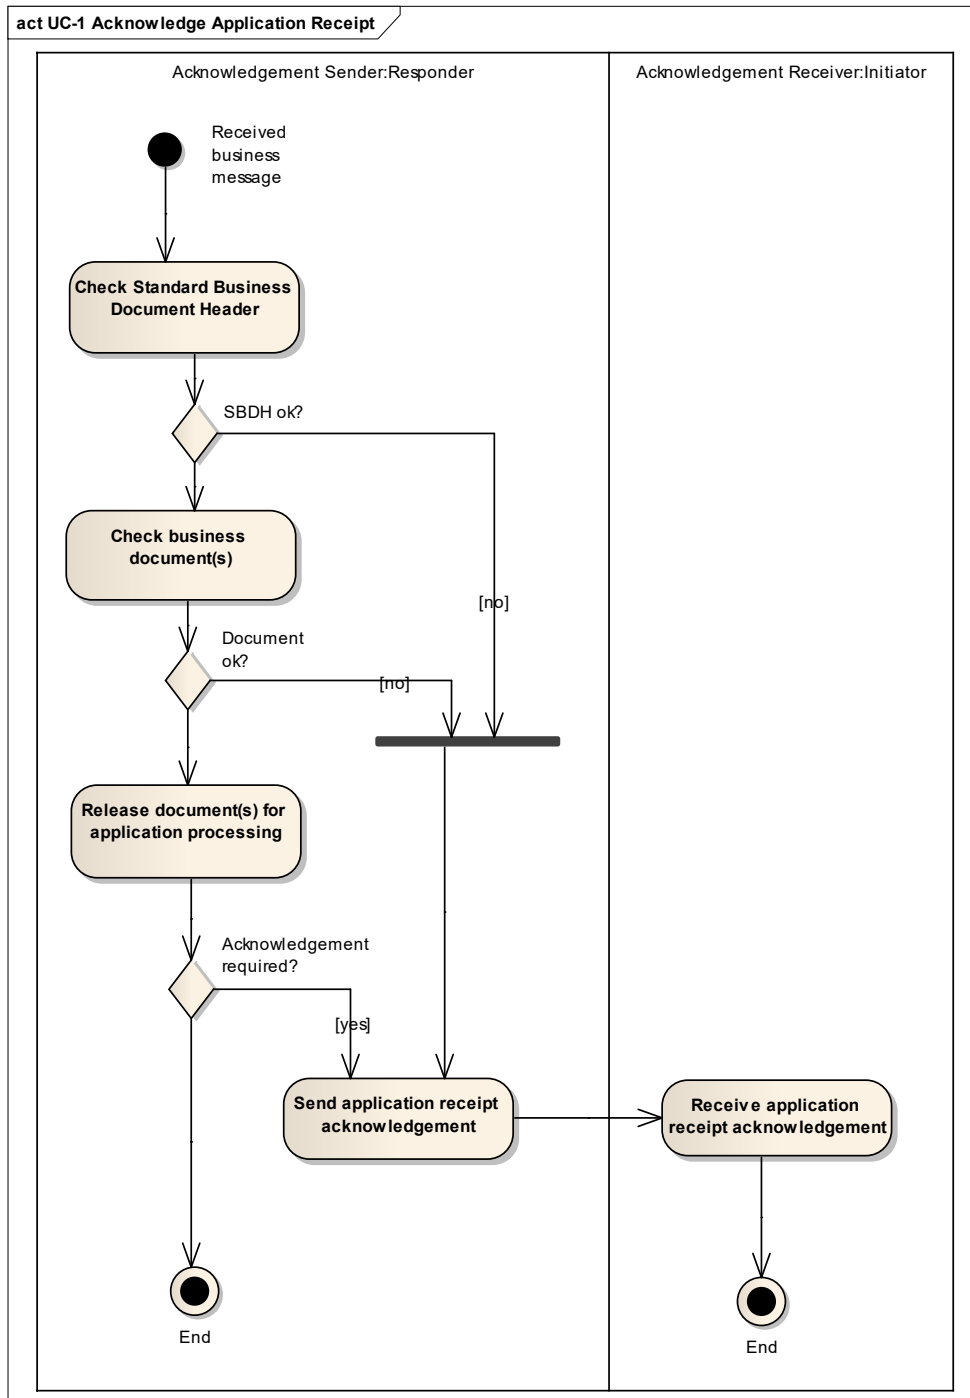 act UC-1 Acknowledge Application Receipt
Acknowledgement Sender:Responder
Acknowledgement Receiver:Initiator
Received
business
message
Check Standard Business
Document Header
SBDH ok?
Check business
document(s)
[no]
Document
ok?
[no]
Release document(s) for
application processing
Acknowledgement
required?
[yes]
Send application receipt
acknowledgement
Receive application
receipt acknowledgement
End
End